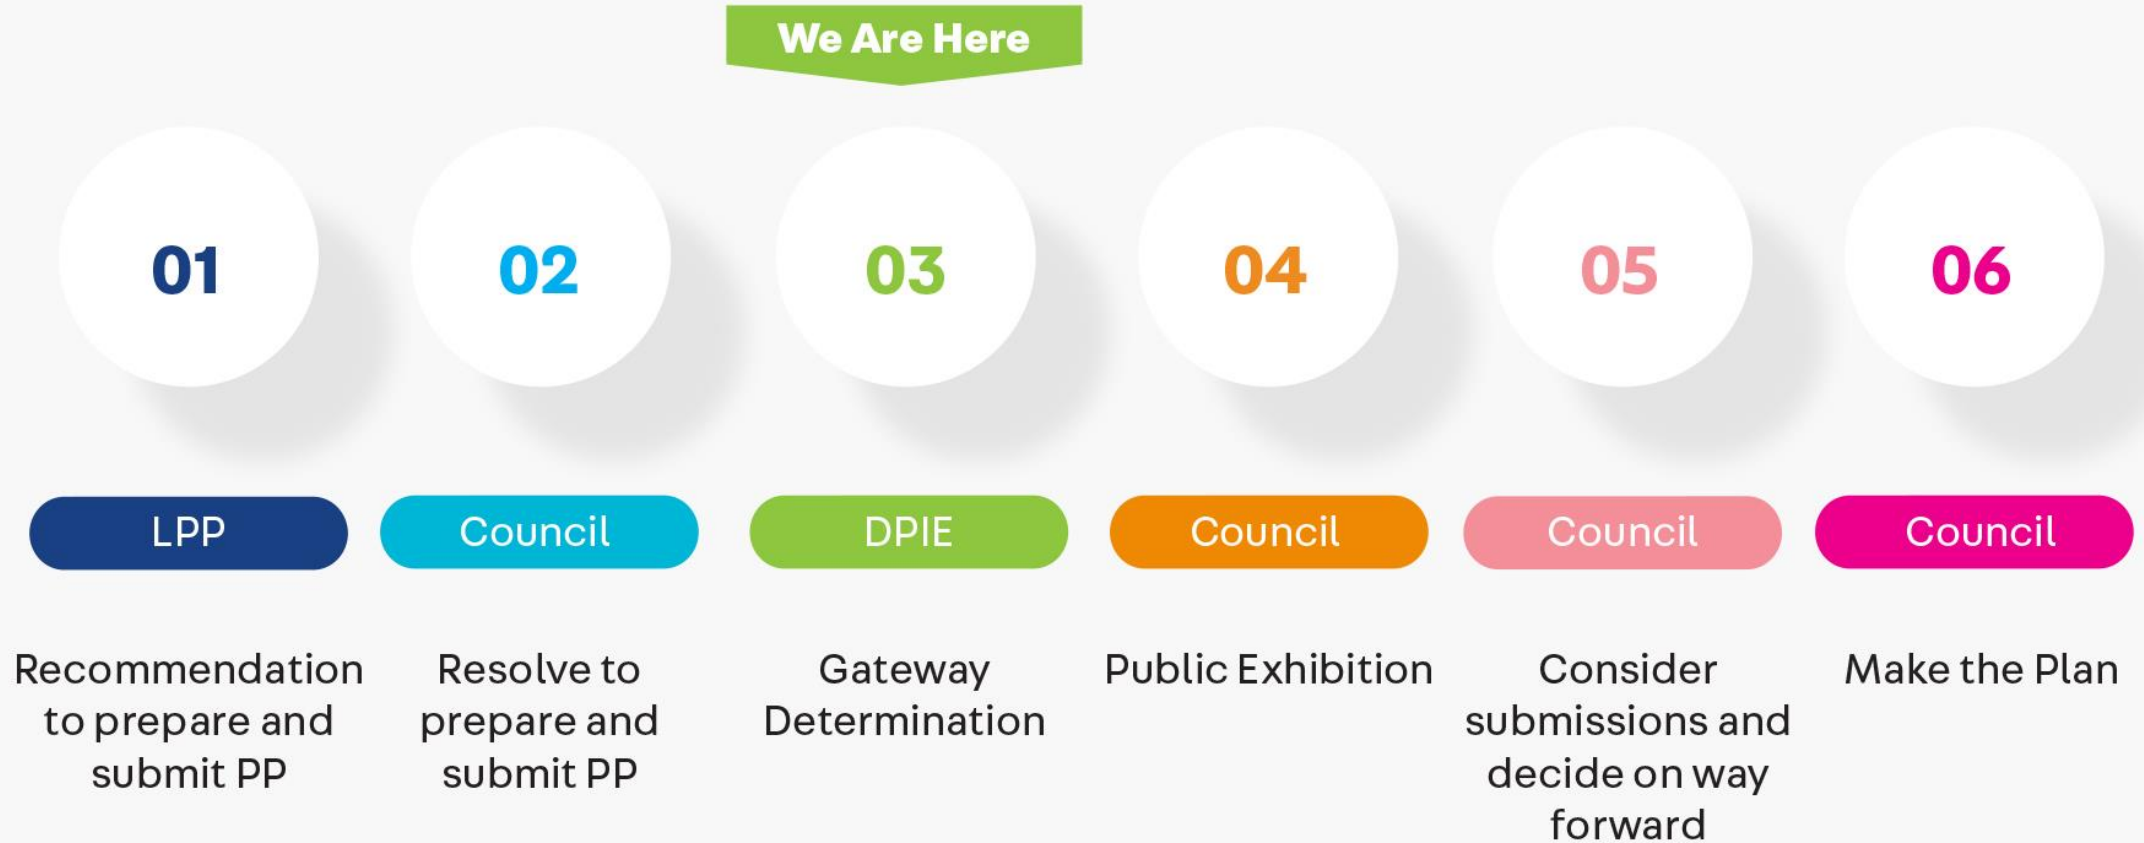 We Are Here
01
02
03
04
05
06
LPP
Council
DPIE
Council
Council
Council
Recommendation
to prepare and
submit PP
Resolve to
prepare and
submit PP
Gateway
Determination
Public Exhibition
Consider
submissions and
decide on way
forward
Make the Plan